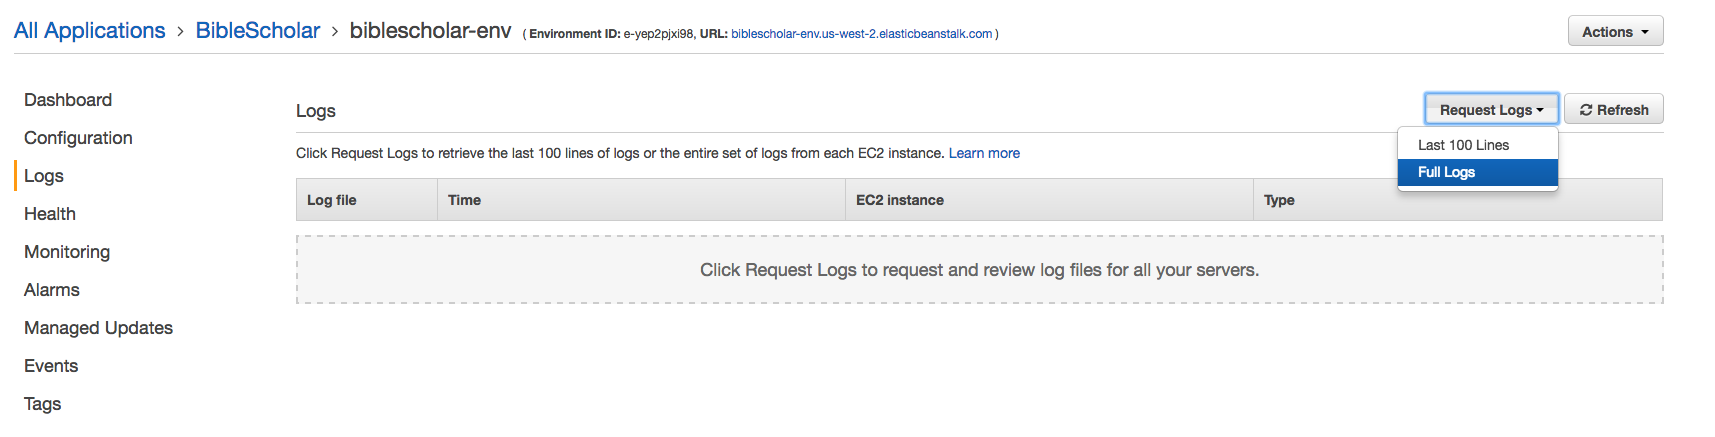 All Applications > BibleScholar > biblescholar-env ( Environment ID: e-yep2pjxi98, URL: biblescholar-env.us-west-2.elasticbeanstalk.com )
Actions
Dashboard
Configuration
Logs
Health
Monitoring
Alarms
Managed Updates
Events
Tags
Logs
Request Logs
Refresh
Last 100 Lines
Full Logs
Click Request Logs to retrieve the last 100 lines of logs or the entire set of logs from each EC2 instance. Learn more
Log file Time EC2 instance Type
Click Request Logs to request and review log files for all your servers.